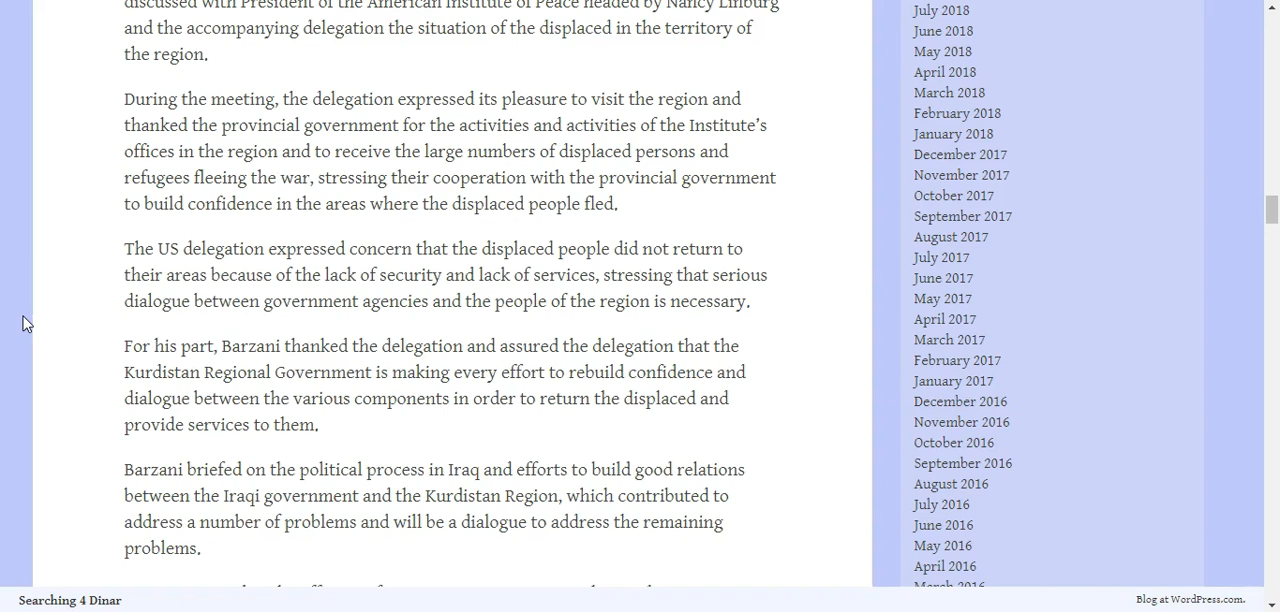 discussed with President of the American Institute of Peace headed by Nancy Linburg
and the accompanying delegation the situation of the displaced in the territory of
the region.
During the meeting, the delegation expressed its pleasure to visit the region and
thanked the provincial government for the activities and activities of the Institute’s
offices in the region and to receive the large numbers of displaced persons and
refugees fleeing the war, stressing their cooperation with the provincial government
to build confidence in the areas where the displaced people fled.
The US delegation expressed concern that the displaced people did not return to
their areas because of the lack of security and lack of services, stressing that serious
dialogue between government agencies and the people of the region is necessary.
For his part, Barzani thanked the delegation and assured the delegation that the
Kurdistan Regional Government is making every effort to rebuild confidence and
dialogue between the various components in order to return the displaced and
provide services to them.
Barzani briefed on the political process in Iraq and efforts to build good relations
between the Iraqi government and the Kurdistan Region, which contributed to
address a number of problems and will be a dialogue to address the remaining
problems.
July 2018
June 2018
May 2018
April 2018
March 2018
February 2018
January 2018
December 2017
November 2017
October 2017
September 2017
August 2017
July 2017
June 2017
May 2017
April 2017
March 2017
February 2017
January 2017
December 2016
November 2016
October 2016
September 2016
August 2016
July 2016
June 2016
May 2016
April 2016
March 2016
Searching 4 Dinar
Blog at WordPress.com.